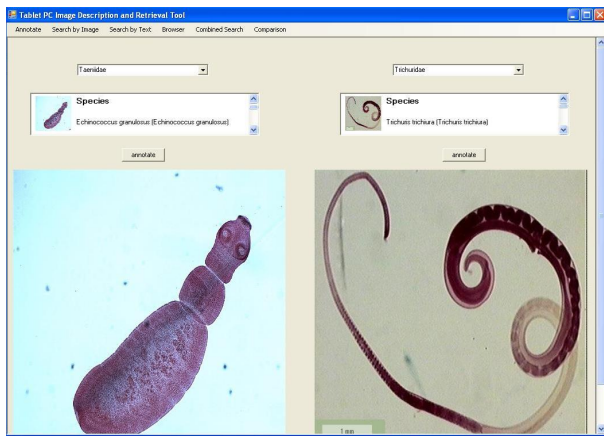 Tablet PC Image Description and Retrieval Tool
Annotate Search by Image Search by Text Browser Combined Search Comparison
Taeniidae
Trichuridae
Species
Echinococcus granulosus (Echinococcus granulosus)
Species
Trichuris trichiura (Trichuris trichiura)
annotate
annotate
1 mm